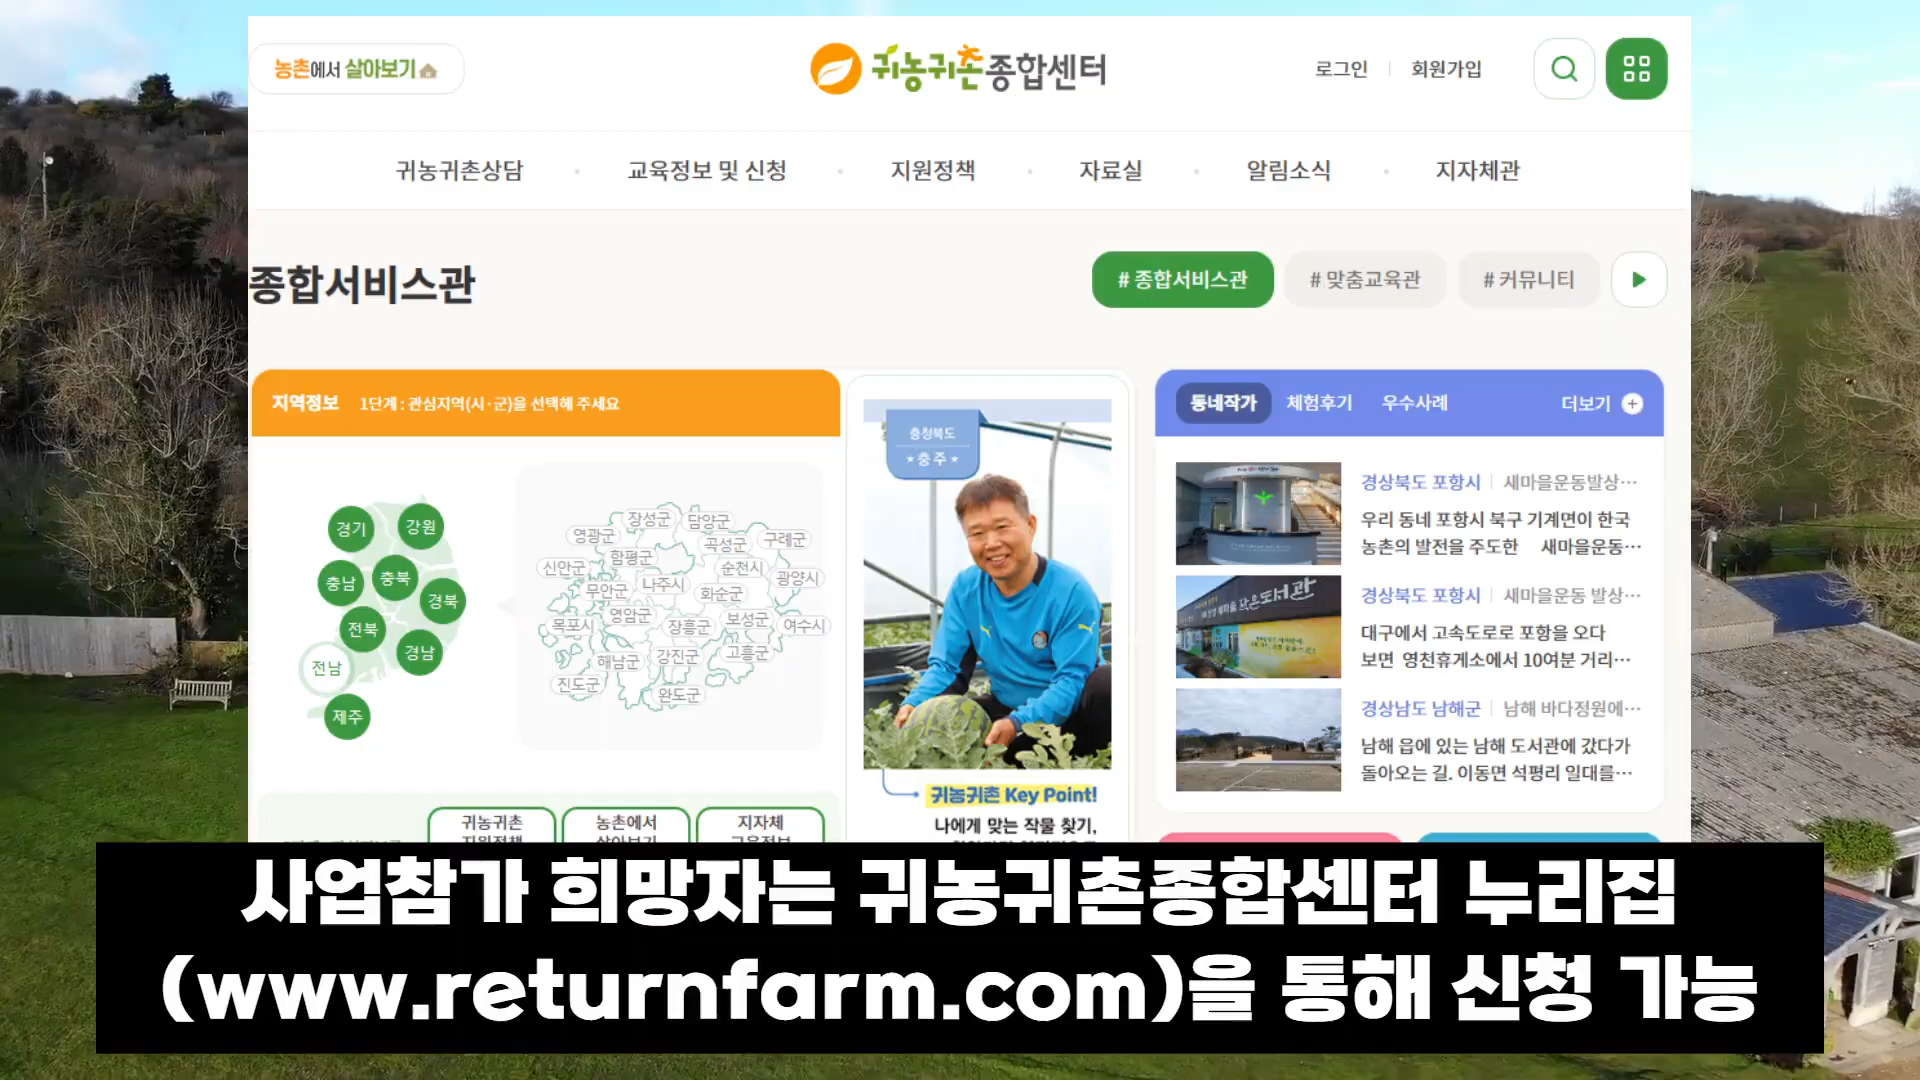 농촌에서 살아보기
귀농귀촌종합센터
로그인
회원가입
귀농귀촌상담
교육정보 및 신청
지원정책
자료실
알림소식
지자체관
종합서비스관
# 종합서비스관
# 맞춤교육관
# 커뮤니티
지역정보 1단계 : 관심지역(시·군)을 선택해 주세요
경기
강원
충남
충북
경북
전북
경남
전남
제주
장성군
담양군
영광군
곡성군
구례군
함평군
신안군
순천시
광양시
나주시
무안군
화순군
영암군
보성군
목포시
장흥군
여수시
해남군
강진군
고흥군
진도군
완도군
귀농귀촌
지원정책
농촌에서
살아보기
지자체
교육정보
충청북도
★충주★
귀농귀촌 Key Point!
나에게 맞는 작물 찾기,
동네작가
체험후기
우수사례
더보기
경상북도 포항시 새마을운동발상···
우리 동네 포항시 북구 기계면이 한국
농촌의 발전을 주도한 새마을운동···
경상북도 포항시 새마을운동 발상···
대구에서 고속도로로 포항을 오다
보면 영천휴게소에서 10여분 거리···
경상남도 남해군 남해 바다정원에···
남해 읍에 있는 남해 도서관에 갔다가
돌아오는 길. 이동면 석평리 일대를···
사업참가 희망자는 귀농귀촌종합센터 누리집
(www.returnfarm.com)을 통해 신청 가능